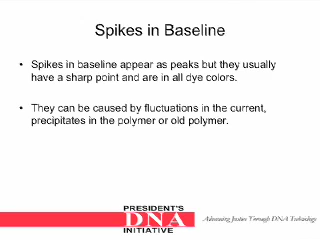 Spikes in Baseline
• Spikes in baseline appear as peaks but they usually
have a sharp point and are in all dye colors.
• They can be caused by fluctuations in the current,
precipitates in the polymer or old polymer.
PRESIDENT'S
DNA
INITIATIVE
Advancing Justice Through DNA Technology